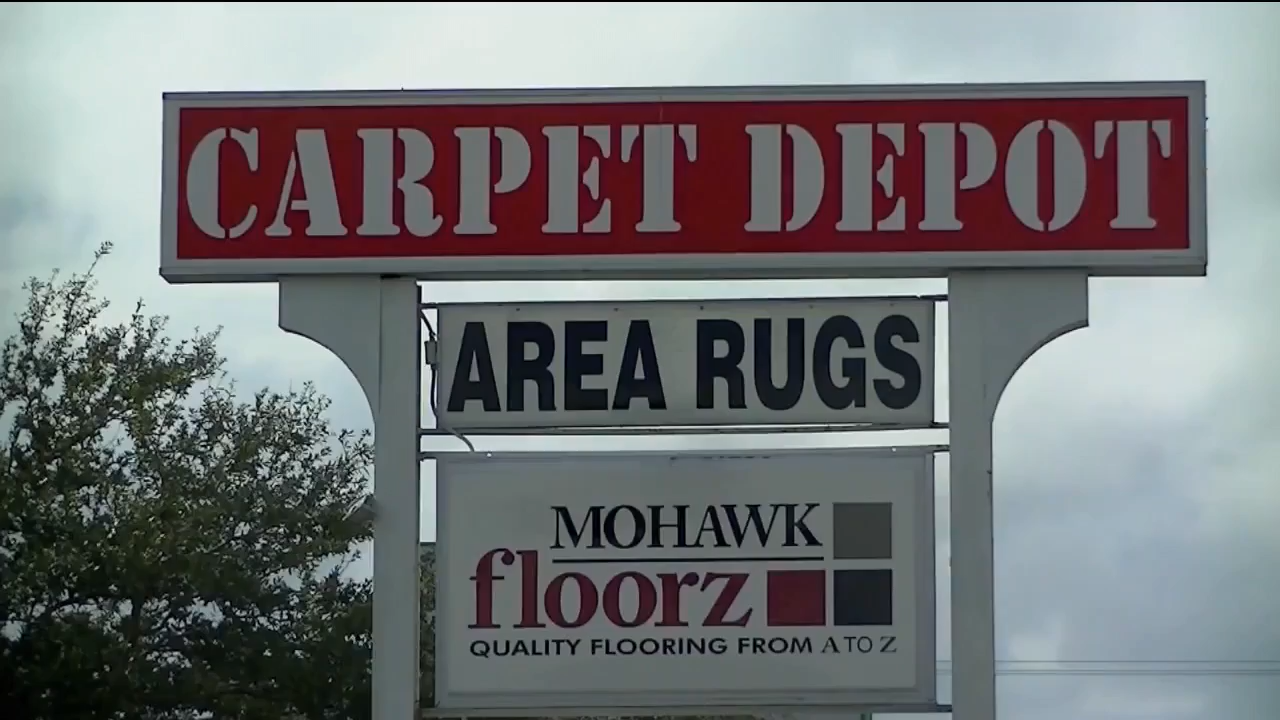 CARPET DEPOT
AREA RUGS
MOHAWK
floorz
QUALITY FLOORING FROM A TO Z